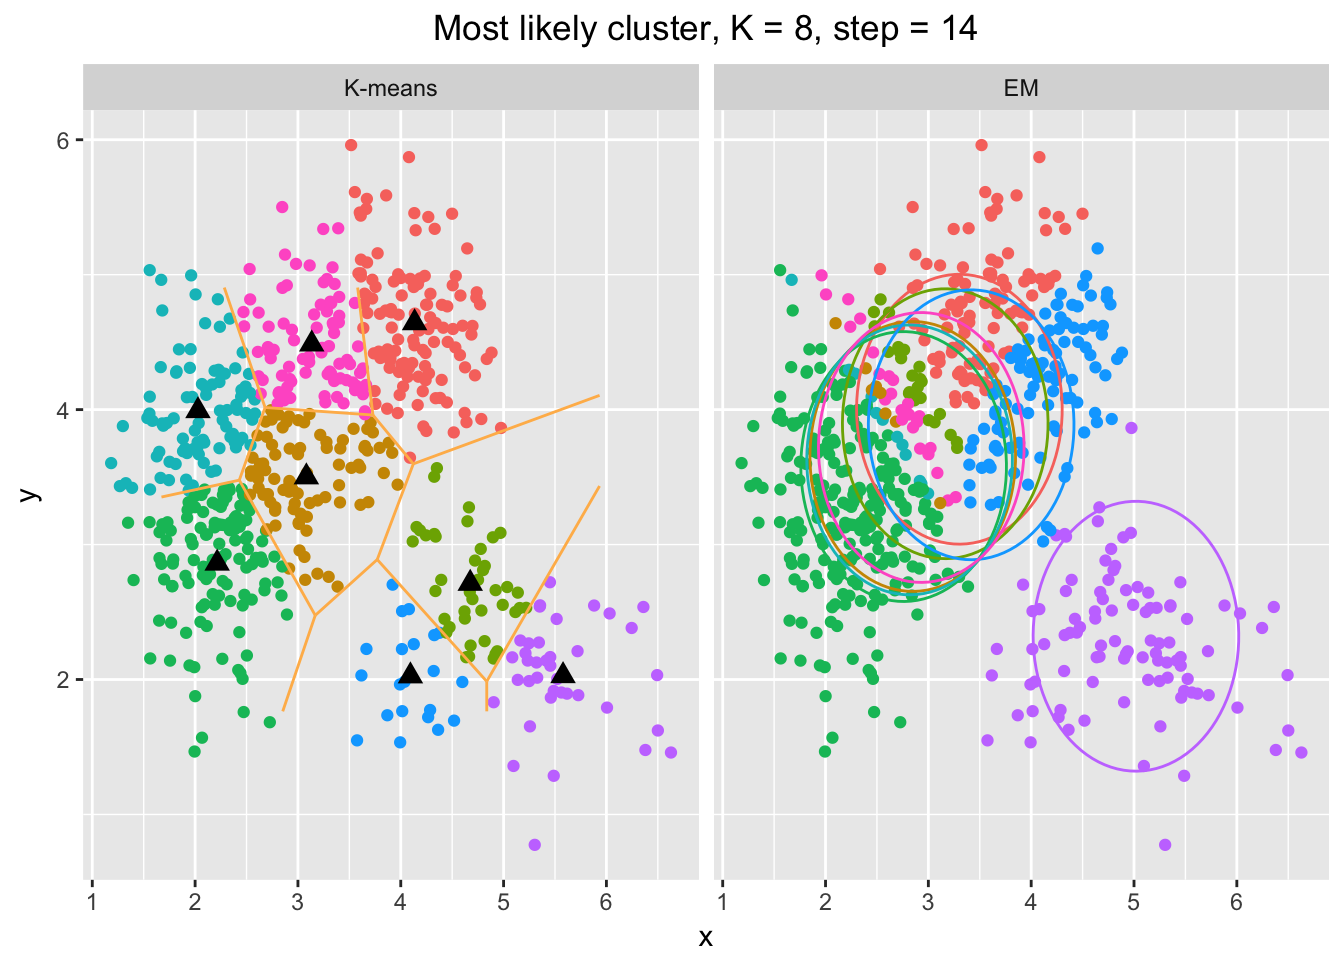 Most likely cluster, K = 8, step = 14
K-means EM
6
4
2
y
1 2 3 4 5 6 1 2 3 4 5 6
x